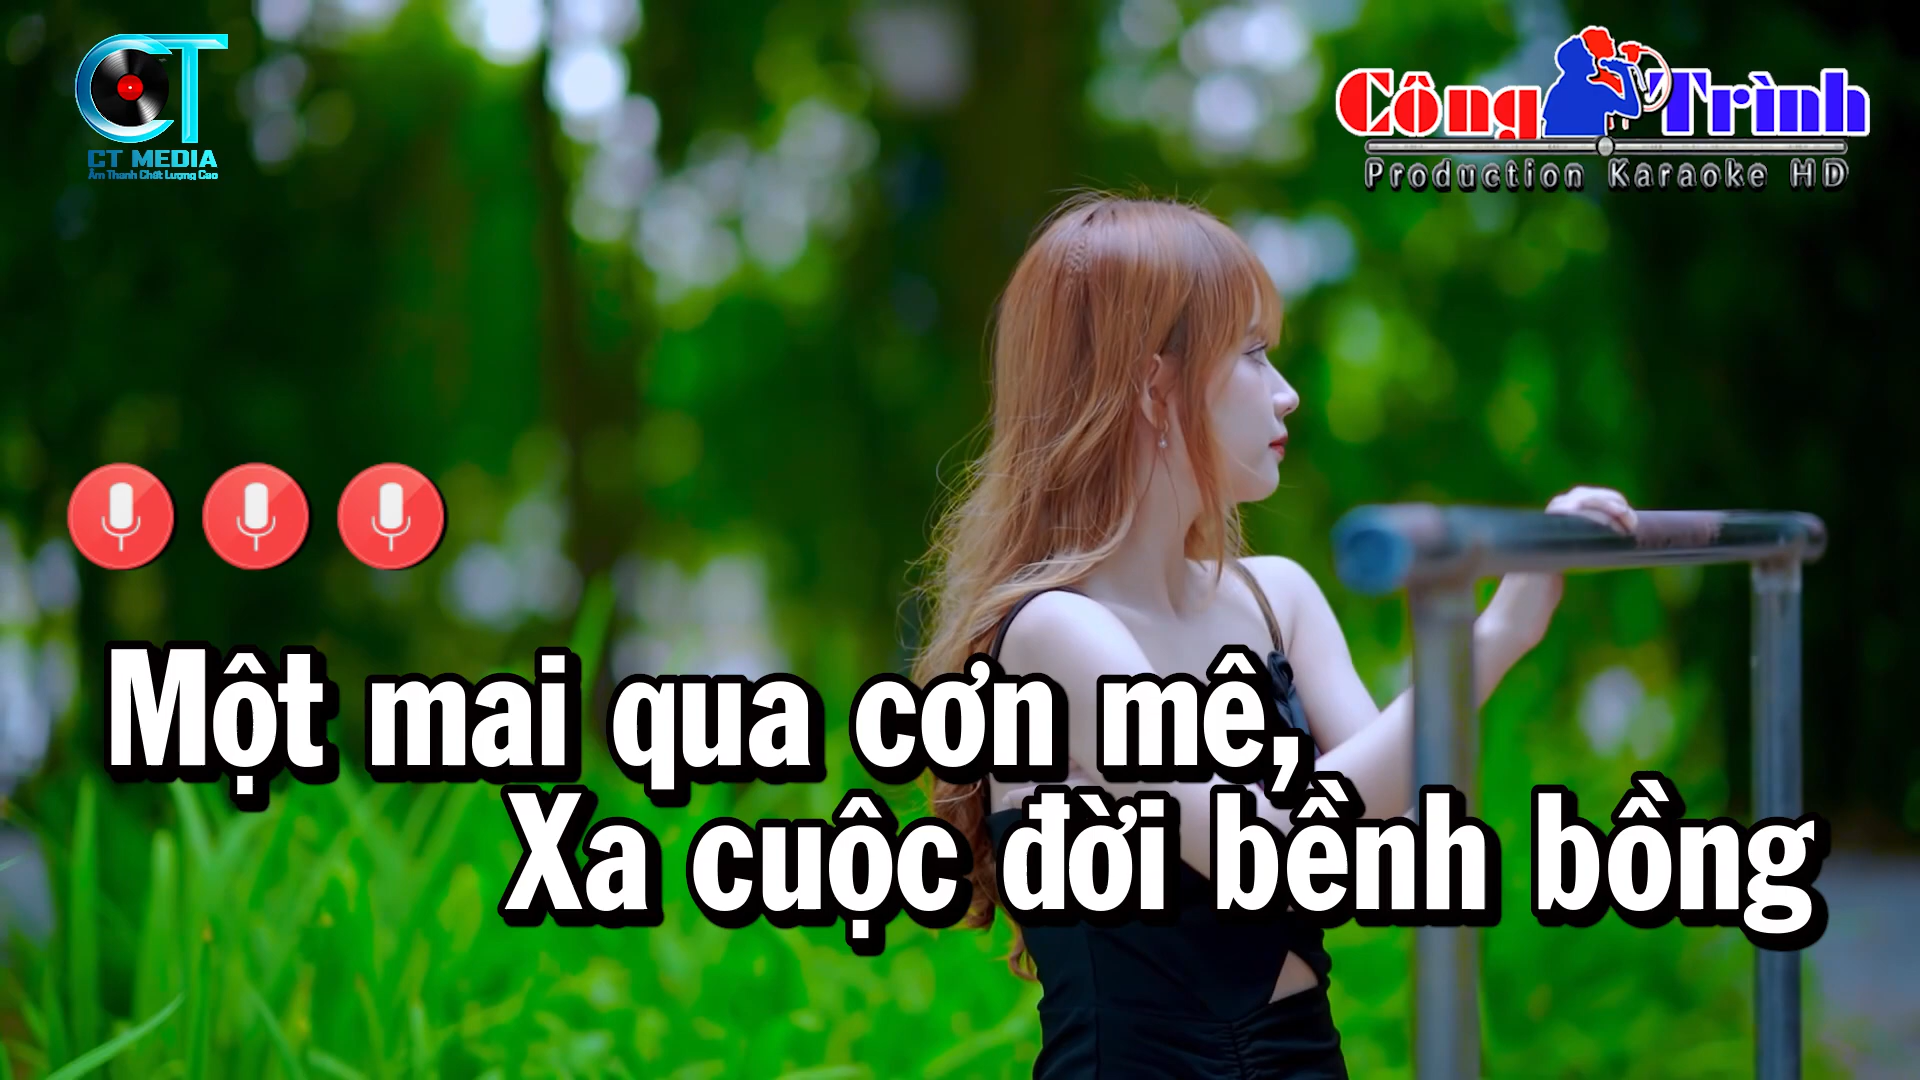 CT
CT MEDIA
Âm Thanh Chất Lượng Cao
Công Trình
Production Karaoke HD
Một mai qua cơn mê,
Xa cuộc đời bềnh bồng